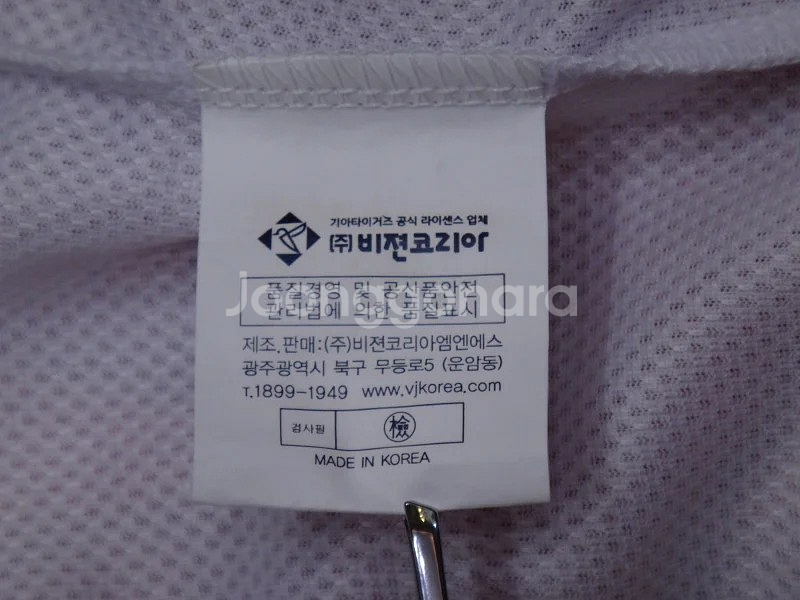 기아타이거즈 공식 라이센스 업체
(주)비젼코리아
품질경영 및 공산품안전
관리법에 의한 품질표시
joonggonara
제조.판매:(주)비젼코리아엠엔에스
광주광역시 북구 무등로5 (운암동)
T.1899-1949 www.vjkorea.com
검사필 檢
MADE IN KOREA